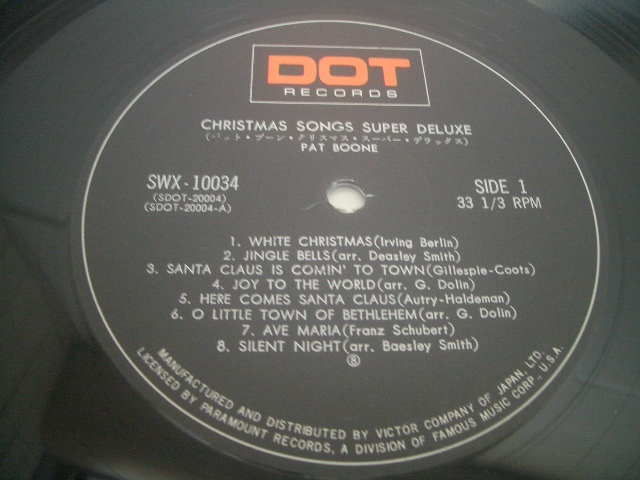 DOT
RECORDS
CHRISTMAS SONGS SUPER DELUXE
(パット・ブーン・クリスマス・スーパー・デラックス)
PAT BOONE
SWX-10034
(SDOT-20004)
(SDOT-20004-A)
SIDE 1
33 1/3 RPM
1. WHITE CHRISTMAS(Irving Berlin)
2. JINGLE BELLS(arr. Deasley Smith)
3. SANTA CLAUS IS COMIN' TO TOWN(Gillespie-Coots)
4. JOY TO THE WORLD(arr. G. Dolin)
5. HERE COMES SANTA CLAUS(Autry-Haldeman)
6. O LITTLE TOWN OF BETHLEHEM(arr. G. Dolin)
7. AVE MARIA(Franz Schubert)
8. SILENT NIGHT(arr. Baesley Smith)
Ⓡ
MANUFACTURED AND DISTRIBUTED BY VICTOR COMPANY OF JAPAN, LTD.
LICENSED BY PARAMOUNT RECORDS, A DIVISION OF FAMOUS MUSIC CORP., U.S.A.